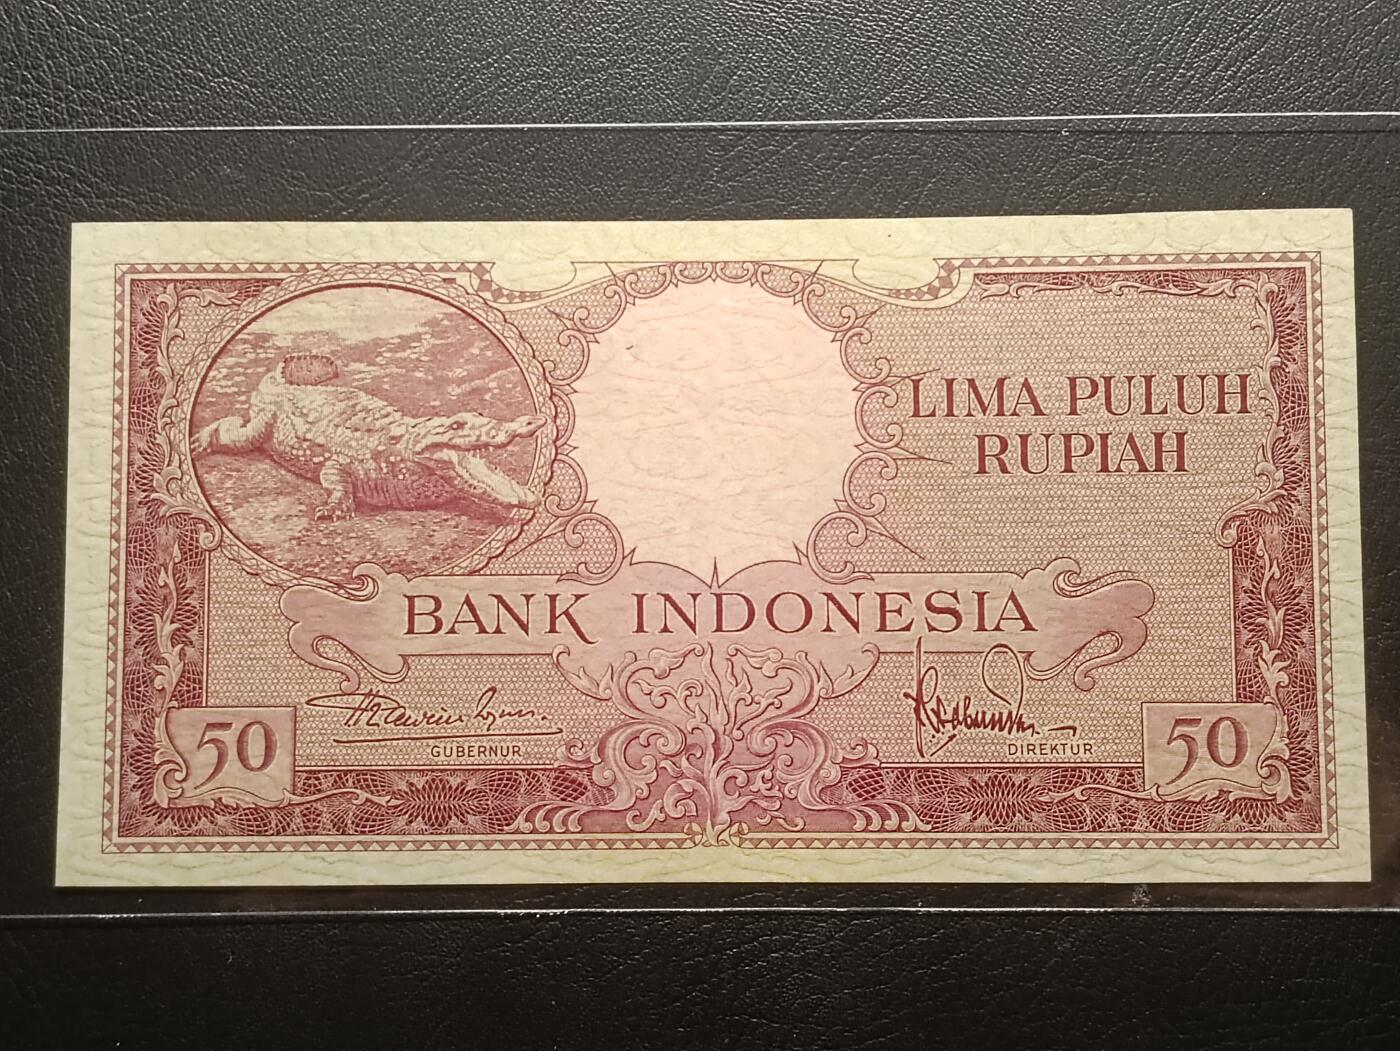 LIMA PULUH
RUPIAH
BANK INDONESIA
GUBERNUR
DIREKTUR
50
50